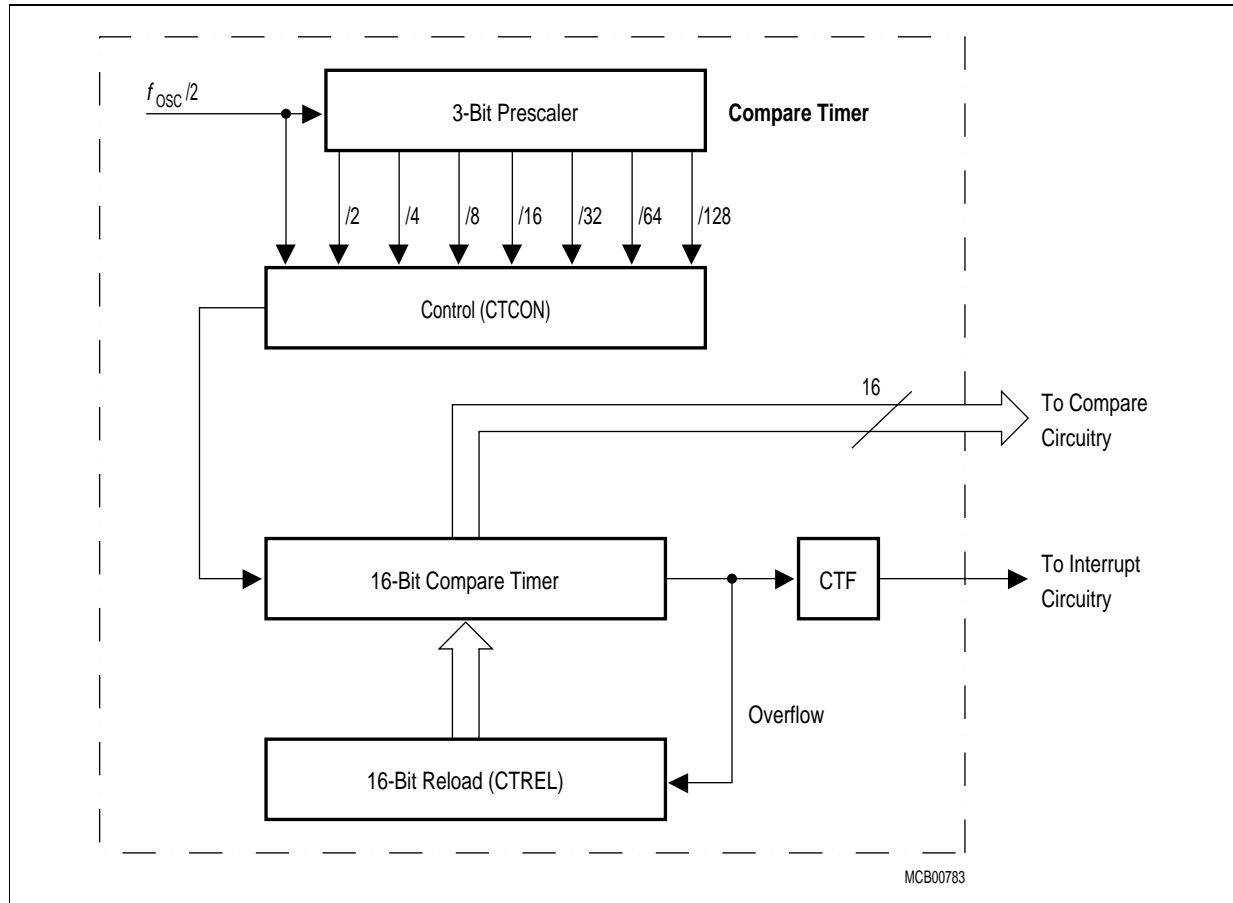 f OSC /2
3-Bit Prescaler
Compare Timer
/2 /4 /8 /16 /32 /64 /128
Control (CTCON)
16
To Compare
Circuitry
16-Bit Compare Timer
CTF
To Interrupt
Circuitry
Overflow
16-Bit Reload (CTREL)
MCB00783